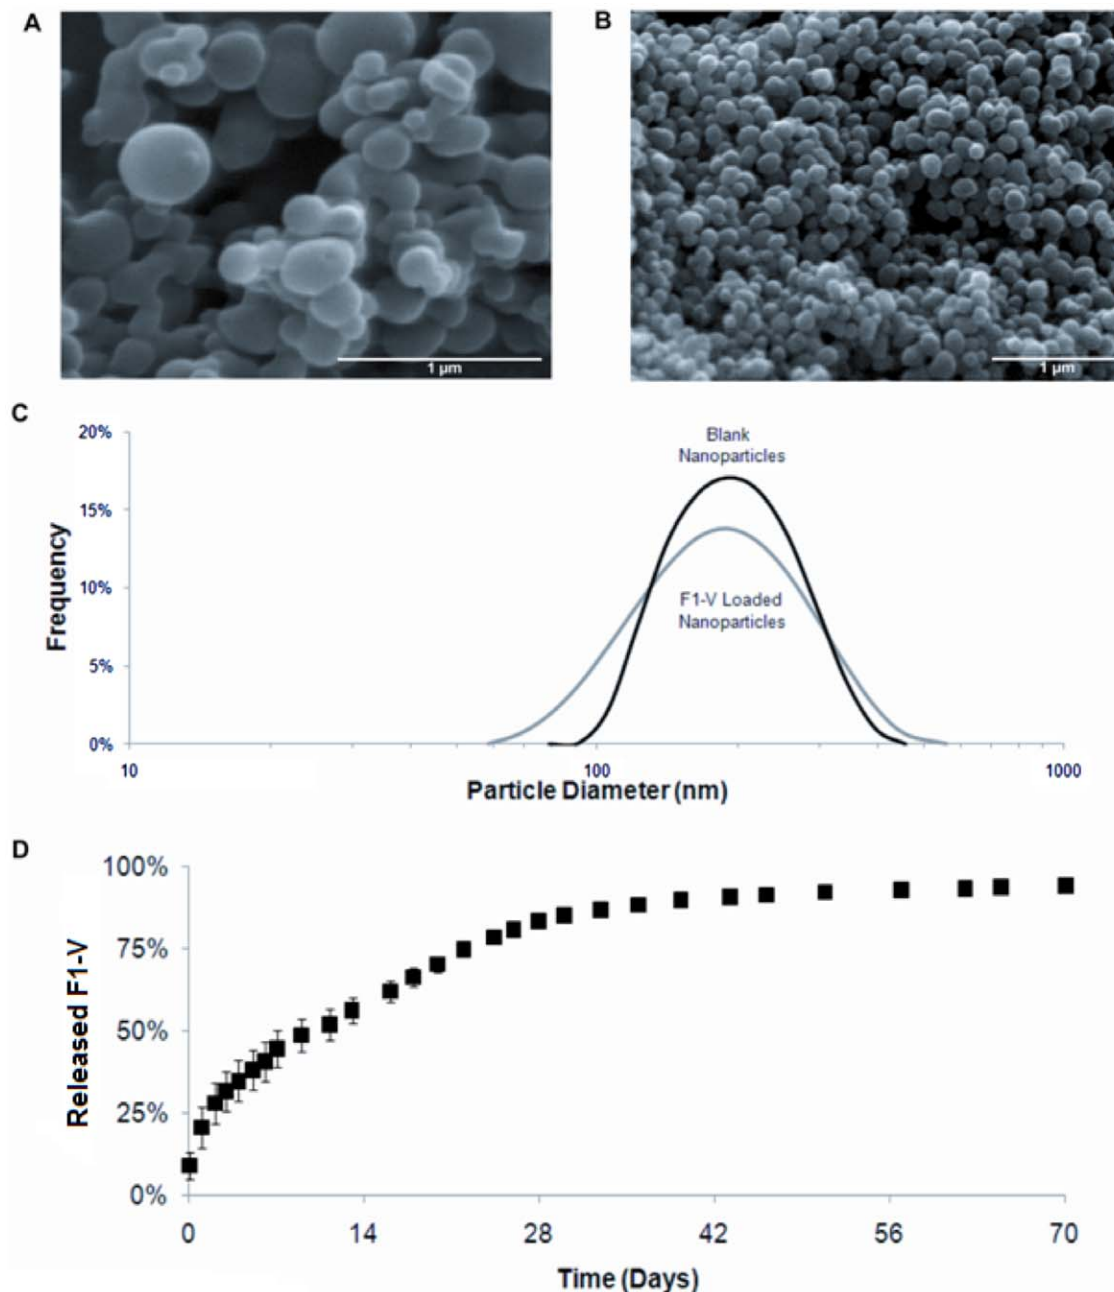 A
B
1 µm
1 µm
C
20%
15%
10%
5%
0%
Frequency
Blank
Nanoparticles
F1-V Loaded
Nanoparticles
10
100
1000
Particle Diameter (nm)
D
100%
75%
50%
25%
0%
Released F1-V
0
14
28
42
56
70
Time (Days)